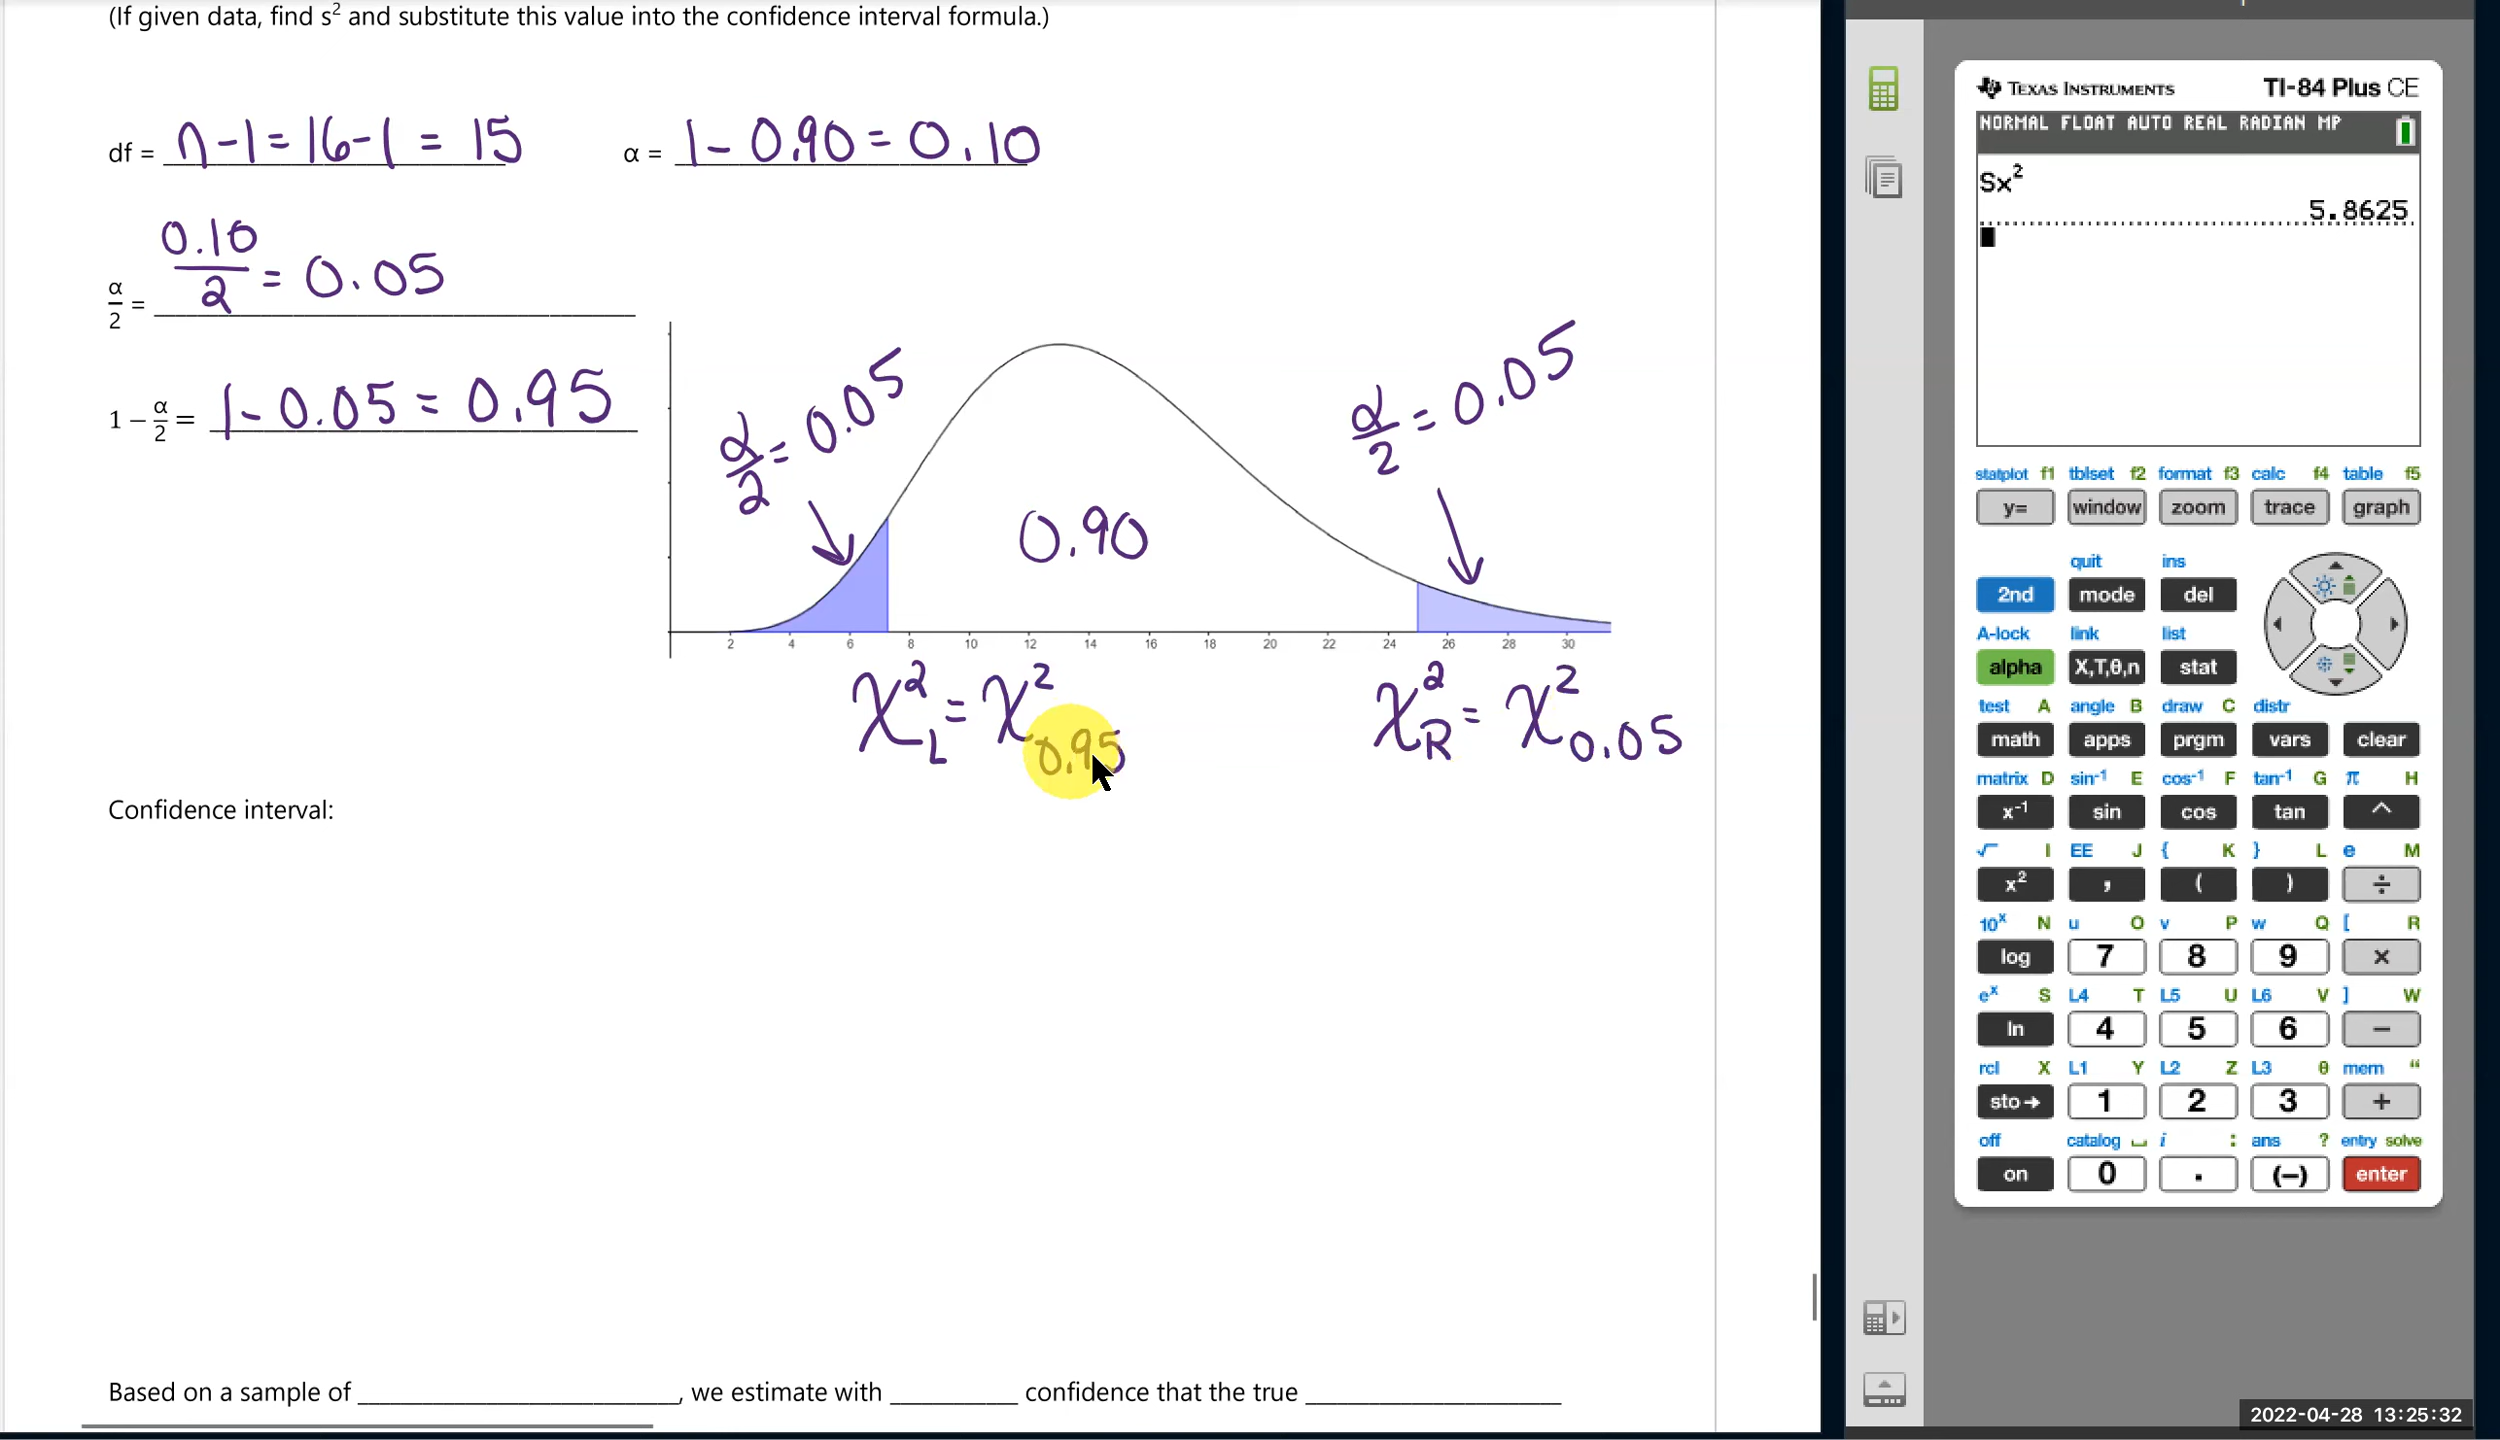 (If given data, find s² and substitute this value into the confidence interval formula.)
df = n-1 = 16-1 = 15
α = 1-0.90 = 0.10
α/2 = 0.10/2 = 0.05
1 - α/2 = 1-0.05 = 0.95
α/2 = 0.05
α/2 = 0.05
0.90
2 4 6 8 10 12 14 16 18 20 22 24 26 28 30
χ²_L = χ²_0.95
χ²_R = χ²_0.05
Confidence interval:
Based on a sample of ____________________, we estimate with __________ confidence that the true ____________________
TEXAS INSTRUMENTS TI-84 Plus CE
NORMAL FLOAT AUTO REAL RADIAN MP
Sx²
5.8625
statplot f1 tblset f2 format f3 calc f4 table f5
y= window zoom trace graph
quit ins
2nd mode del
A-lock link list
alpha X,T,θ,n stat
test A angle B draw C distr
math apps prgm vars clear
matrix D sin⁻¹ E cos⁻¹ F tan⁻¹ G π H
x⁻¹ sin cos tan ^
√ I EE J { K } L e M
x² , ( ) ÷
10ˣ N u O v P w Q [ R
log 7 8 9 ×
eˣ S L4 T L5 U L6 V ] W
ln 4 5 6 −
rcl X L1 Y L2 Z L3 θ mem "
sto→ 1 2 3 +
off catalog ⎵ i : ans ? entry solve
on 0 . (−) enter
2022-04-28 13:25:32